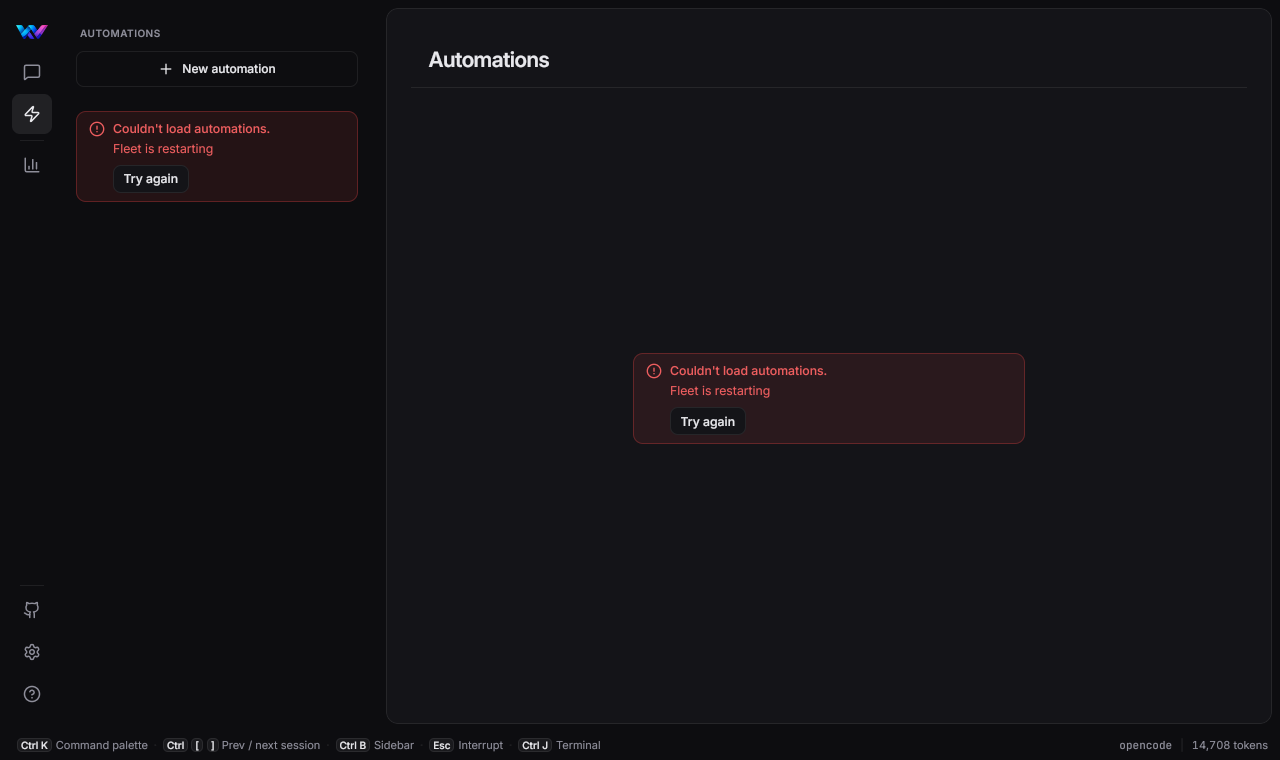 AUTOMATIONS
New automation
Couldn't load automations.
Fleet is restarting
Try again
Automations
Couldn't load automations.
Fleet is restarting
Try again
Ctrl K Command palette · Ctrl [ ] Prev / next session · Ctrl B Sidebar · Esc Interrupt · Ctrl J Terminal
opencode | 14,708 tokens